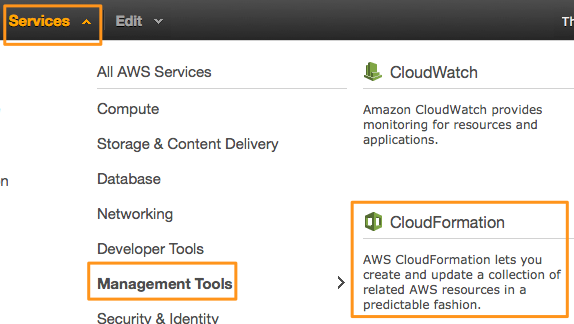 Services
Edit
Th
All AWS Services
Compute
Storage & Content Delivery
Database
Networking
Developer Tools
Management Tools
Security & Identity
CloudWatch
Amazon CloudWatch provides
monitoring for resources and
applications.
CloudFormation
AWS CloudFormation lets you
create and update a collection of
related AWS resources in a
predictable fashion.